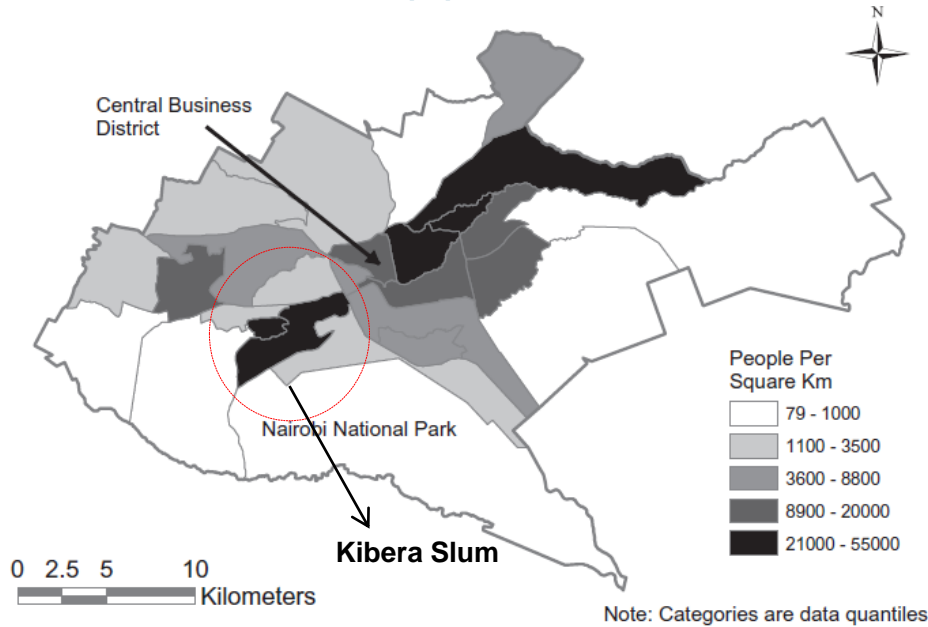 N
Central Business
District
Nairobi National Park
Kibera Slum
People Per
Square Km
79 - 1000
1100 - 3500
3600 - 8800
8900 - 20000
21000 - 55000
0 2.5 5 10
Kilometers
Note: Categories are data quantiles